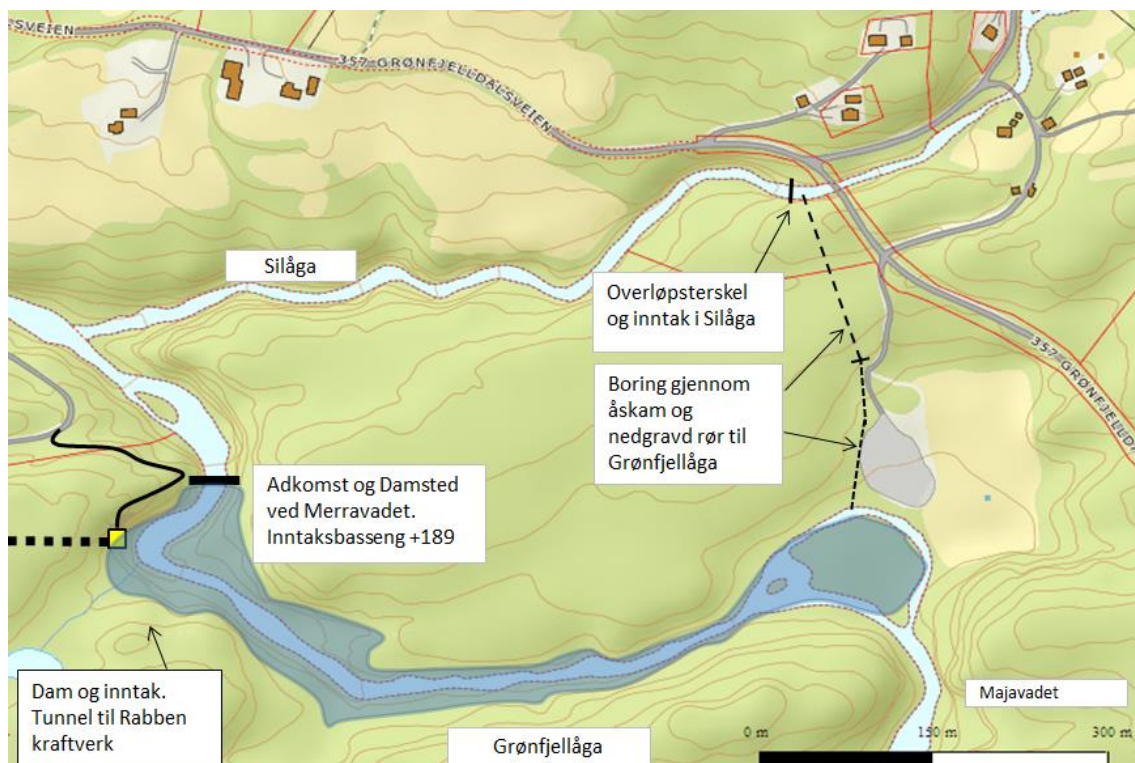 LSVEIEN
357 GRØNFJELLDALSVEIEN
Silåga
Overløpsterskel
og inntak i Silåga
357 GRØNFJELLD
Boring gjennom
åskam og
nedgravd rør til
Grønfjellåga
Adkomst og Damsted
ved Merravadet.
Inntaksbasseng +189
Dam og inntak.
Tunnel til Rabben
kraftverk
Majavadet
Grønfjellåga
0 m
150 m
300 m